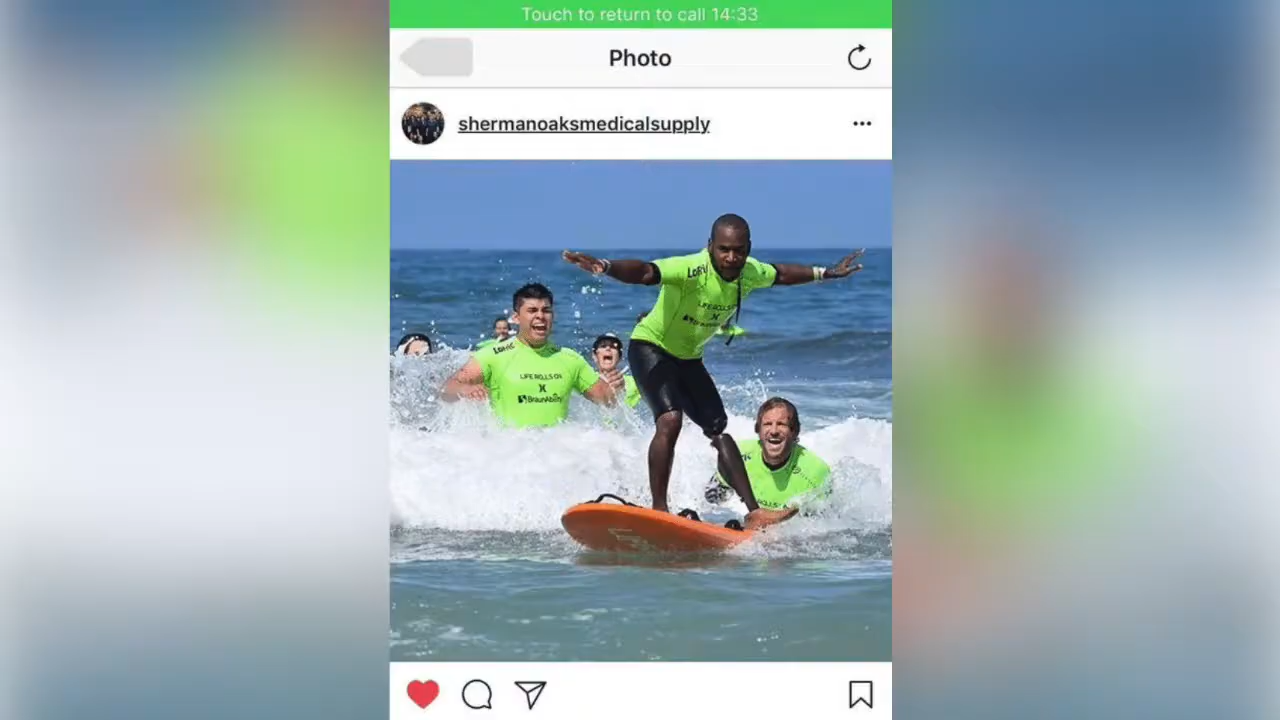 Touch to return to call 14:33
Photo
shermanoaksmedicalsupply
LIFE ROLLS ON
BraunAbility